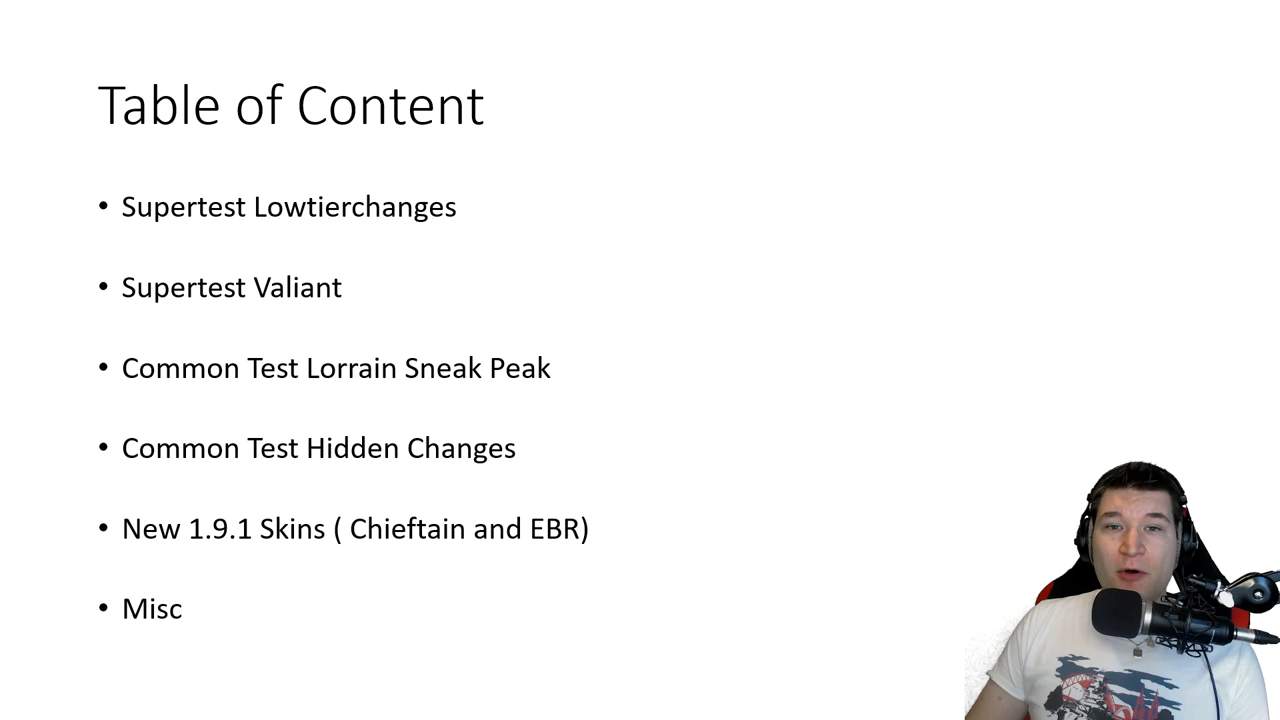 Table of Content
• Supertest Lowtierchanges
• Supertest Valiant
• Common Test Lorrain Sneak Peak
• Common Test Hidden Changes
• New 1.9.1 Skins ( Chieftain and EBR)
• Misc